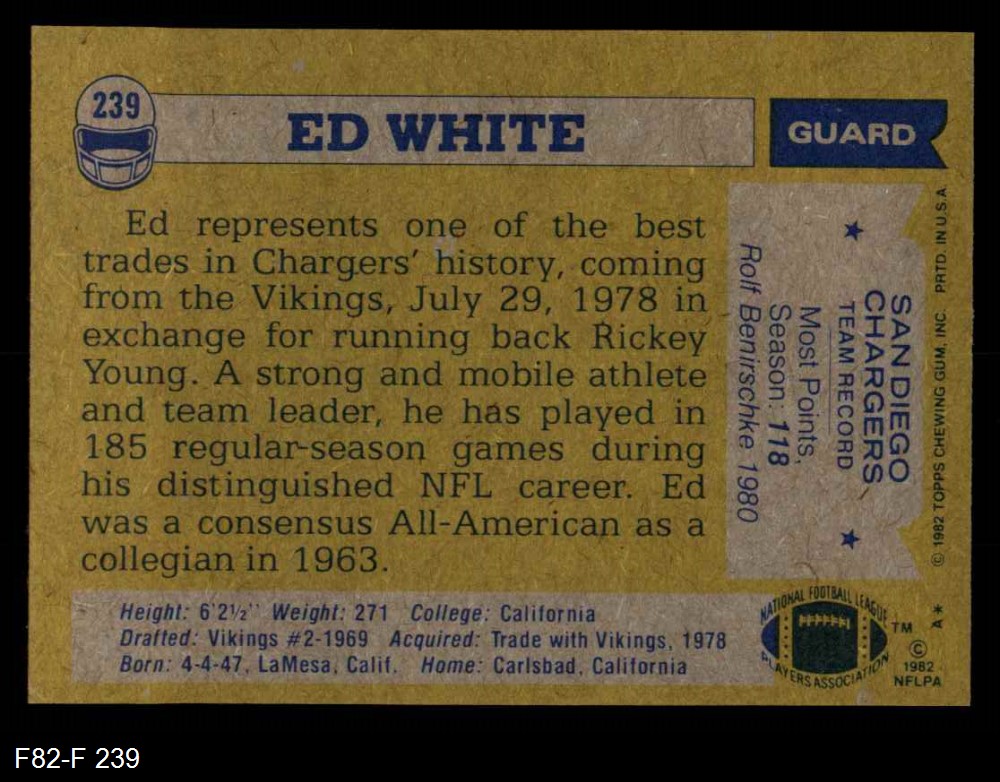 239
ED WHITE
GUARD
Ed represents one of the best
trades in Chargers' history, coming
from the Vikings, July 29, 1978 in
exchange for running back Rickey
Young. A strong and mobile athlete
and team leader, he has played in
185 regular-season games during
his distinguished NFL career. Ed
was a consensus All-American as a
collegian in 1963.
SAN DIEGO
CHARGERS
★ TEAM RECORD ★
Most Points,
Season: 118
Rolf Benirschke 1980
© 1982 TOPPS CHEWING GUM, INC. PRTD. IN U.S.A.
Height: 6'2½" Weight: 271 College: California
Drafted: Vikings #2-1969 Acquired: Trade with Vikings, 1978
Born: 4-4-47, LaMesa, Calif. Home: Carlsbad, California
NATIONAL FOOTBALL LEAGUE
PLAYERS ASSOCIATION
TM
A*
©
1982
NFLPA
F82-F 239